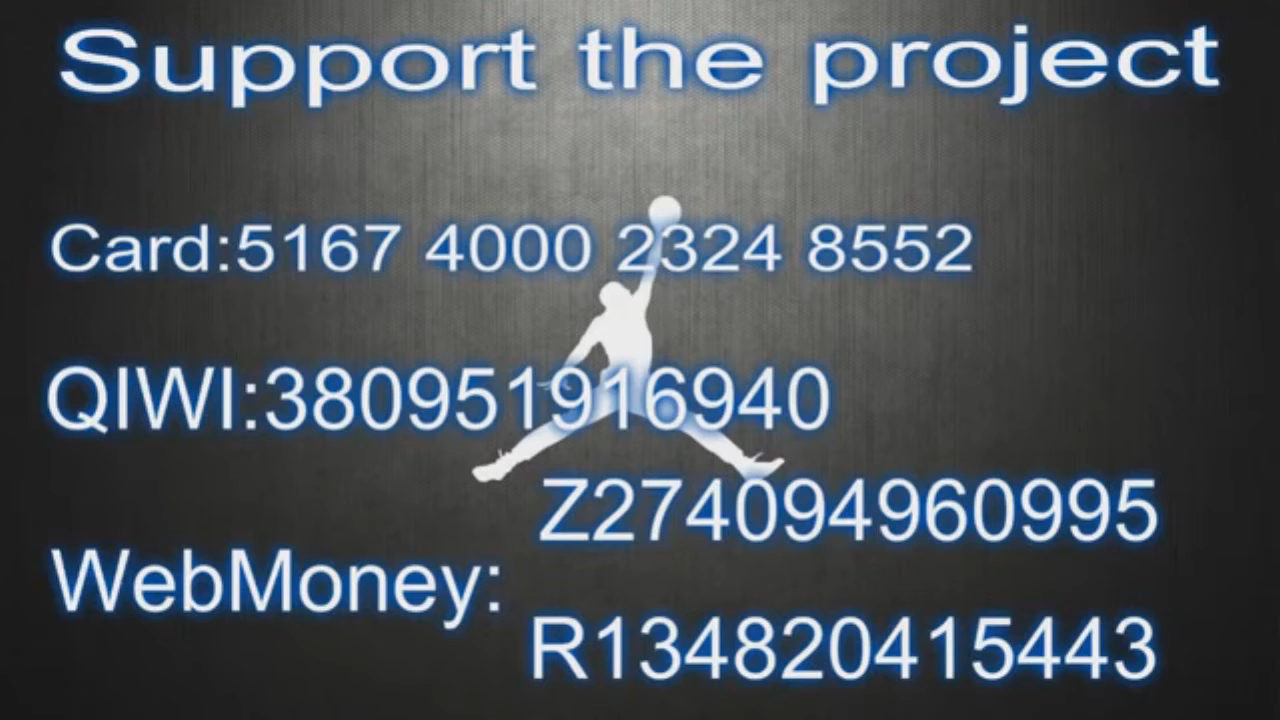 Support the project
Card:5167 4000 2324 8552
QIWI:380951916940
Z274094960995
WebMoney:
R134820415443